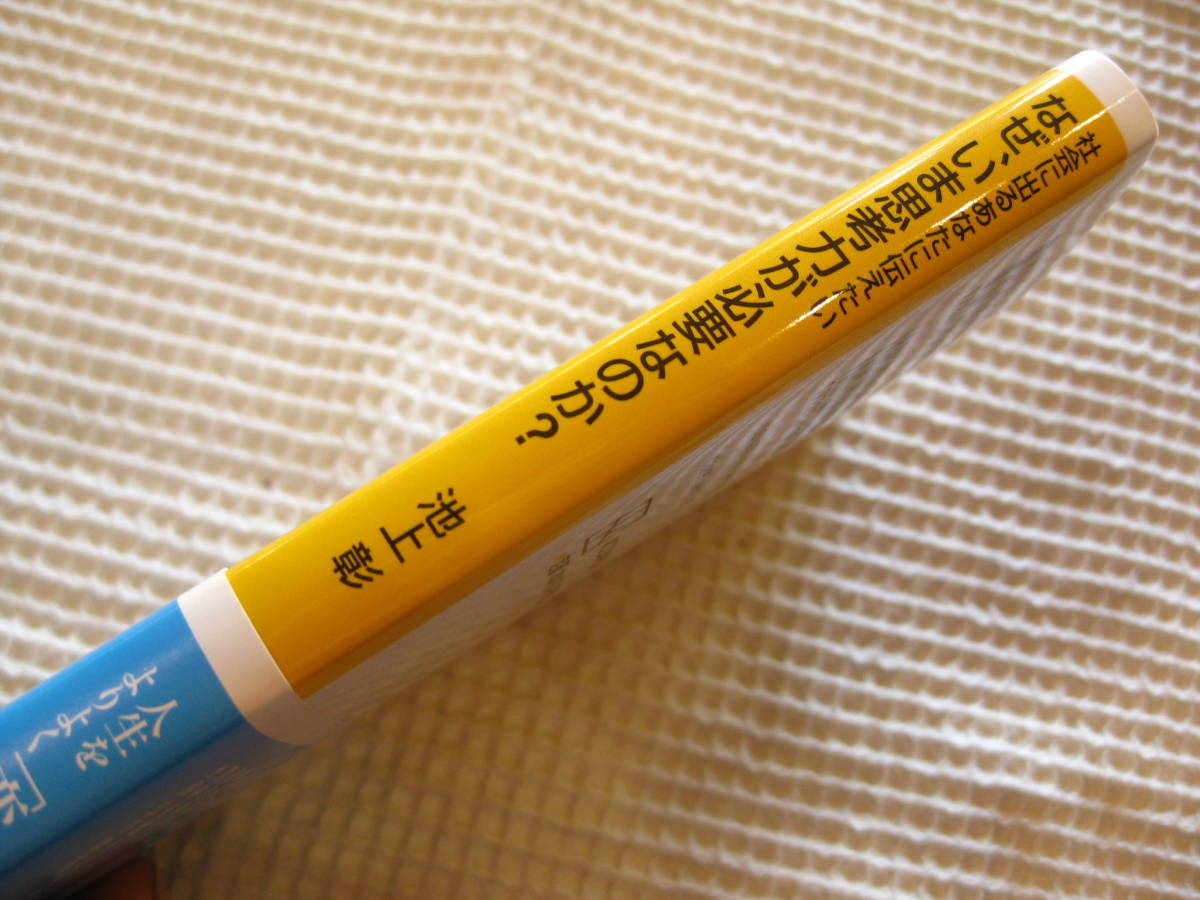 社会に出るあなたに伝えたい
なぜ、いま思考力が必要なのか?
池上 彰
人生を
よりよく